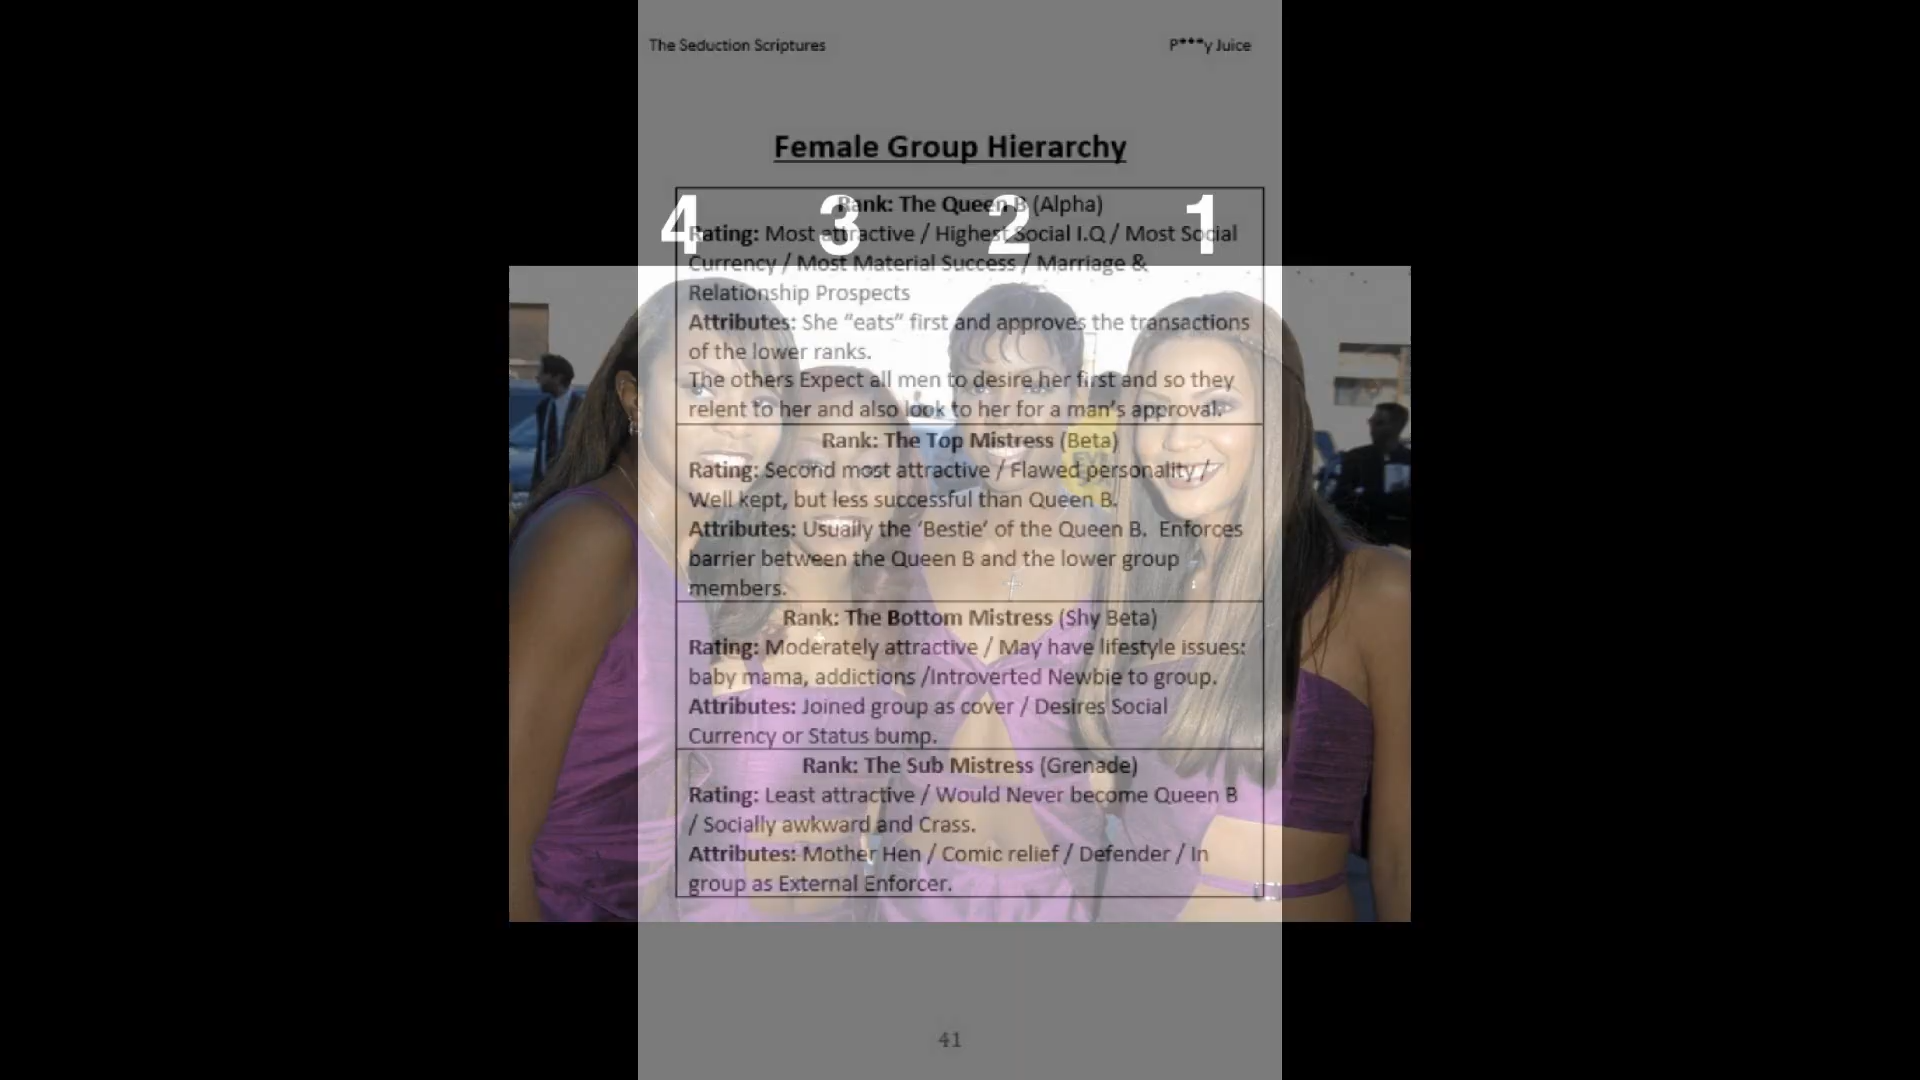 The Seduction Scriptures
P***y Juice
Female Group Hierarchy
4 3 2 1
Rank: The Queen B (Alpha)
Rating: Most attractive / Highest Social I.Q / Most Social
Currency / Most Material Success / Marriage &
Relationship Prospects
Attributes: She “eats” first and approves the transactions
of the lower ranks.
The others Expect all men to desire her first and so they
relent to her and also look to her for a man’s approval.
Rank: The Top Mistress (Beta)
Rating: Second most attractive / Flawed personality /
Well kept, but less successful than Queen B.
Attributes: Usually the ‘Bestie’ of the Queen B. Enforces
barrier between the Queen B and the lower group
members.
Rank: The Bottom Mistress (Shy Beta)
Rating: Moderately attractive / May have lifestyle issues:
baby mama, addictions /Introverted Newbie to group.
Attributes: Joined group as cover / Desires Social
Currency or Status bump.
Rank: The Sub Mistress (Grenade)
Rating: Least attractive / Would Never become Queen B
/ Socially awkward and Crass.
Attributes: Mother Hen / Comic relief / Defender / In
group as External Enforcer.
41